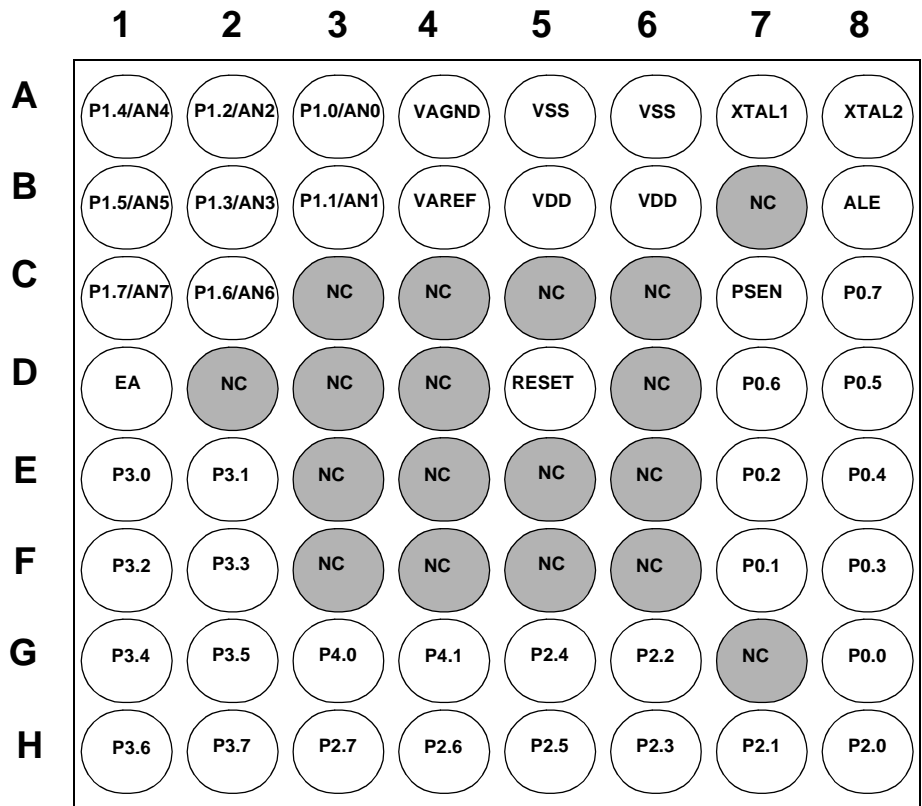 1 2 3 4 5 6 7 8
A P1.4/AN4 P1.2/AN2 P1.0/AN0 VAGND VSS VSS XTAL1 XTAL2
B P1.5/AN5 P1.3/AN3 P1.1/AN1 VAREF VDD VDD NC ALE
C P1.7/AN7 P1.6/AN6 NC NC NC NC PSEN P0.7
D EA NC NC NC RESET NC P0.6 P0.5
E P3.0 P3.1 NC NC NC NC P0.2 P0.4
F P3.2 P3.3 NC NC NC NC P0.1 P0.3
G P3.4 P3.5 P4.0 P4.1 P2.4 P2.2 NC P0.0
H P3.6 P3.7 P2.7 P2.6 P2.5 P2.3 P2.1 P2.0